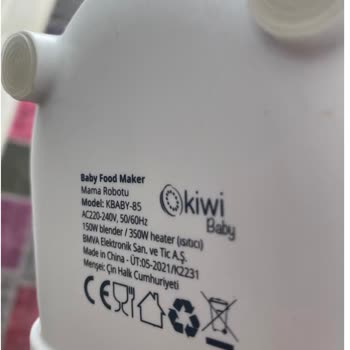 Baby Food Maker
Mama Robotu
Model: KBABY-85
AC220-240V, 50/60Hz
150W blender / 350W heater (ısıtıcı)
BMVA Elektronik San. ve Tic A.Ş.
Made in China - ÜT:05-2021/K2231
Menşei: Çin Halk Cumhuriyeti
kiwi
Baby
CE